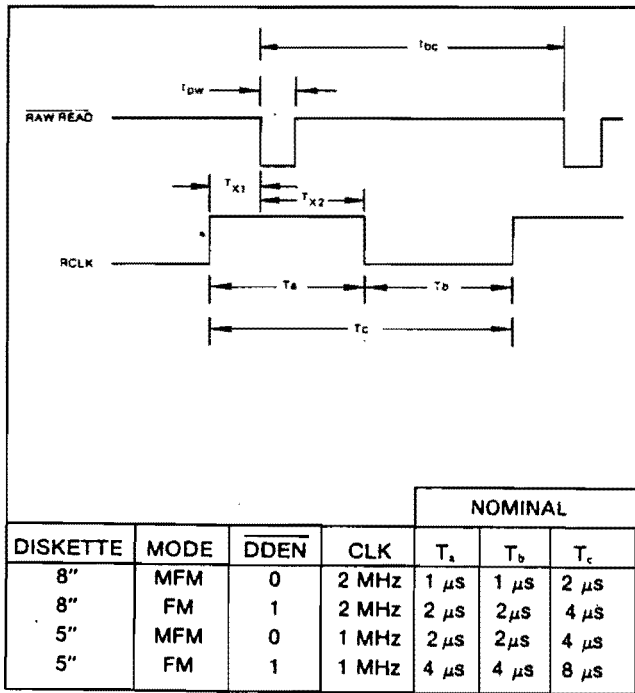 tbc
tpw
RAW READ
TX1
TX2
RCLK
Ta
Tb
Tc
NOMINAL
DISKETTE MODE DDEN CLK Ta Tb Tc
8" MFM 0 2 MHz 1 μs 1 μs 2 μs
8" FM 1 2 MHz 2 μs 2μs 4 μs
5" MFM 0 1 MHz 2μs 2μs 4 μs
5" FM 1 1 MHz 4 μs 4 μs 8 μs